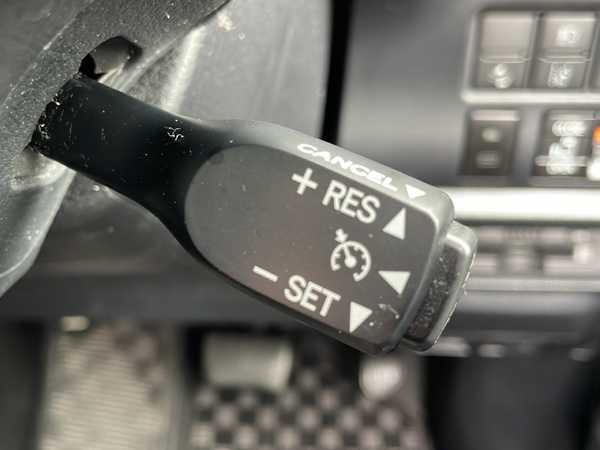 CANCEL
+ RES
- SET